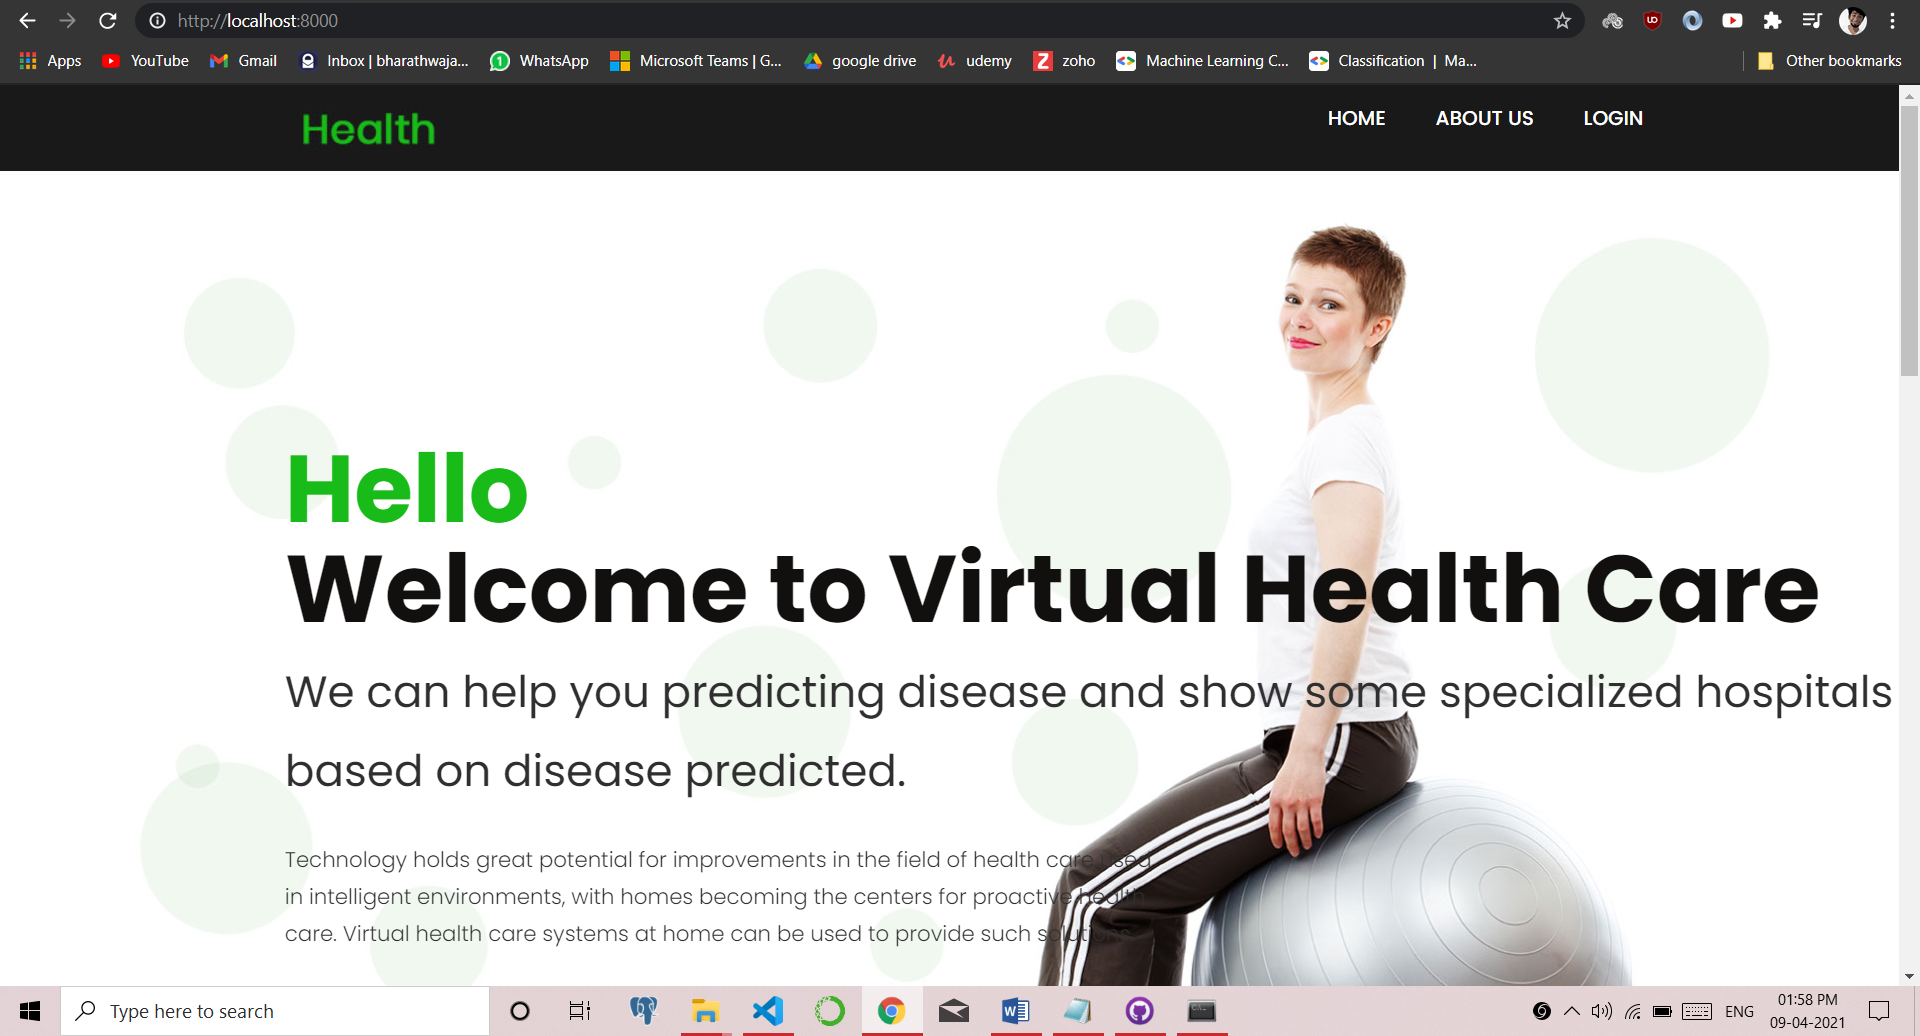 http://localhost:8000
Apps YouTube Gmail Inbox | bharathwaja... WhatsApp Microsoft Teams | G... google drive udemy zoho Machine Learning C... Classification | Ma... Other bookmarks
Health HOME ABOUT US LOGIN
Hello
Welcome to Virtual Health Care
We can help you predicting disease and show some specialized hospitals
based on disease predicted.
Technology holds great potential for improvements in the field of health care used
in intelligent environments, with homes becoming the centers for proactive health
care. Virtual health care systems at home can be used to provide such solutions.
Type here to search
ENG
01:58 PM
09-04-2021